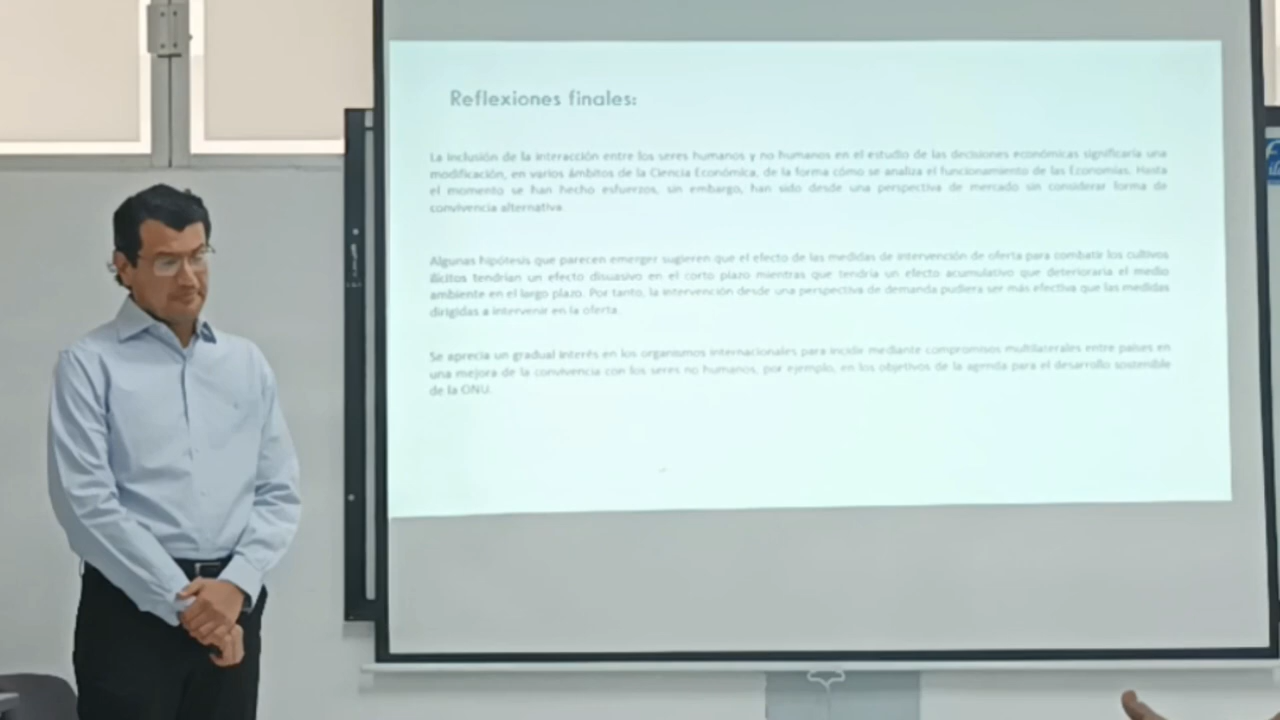 Reflexiones finales:
La inclusión de la interacción entre los seres humanos y no humanos en el estudio de las decisiones económicas significaría una
modificación, en varios ámbitos de la Ciencia Económica, de la forma cómo se analiza el funcionamiento de las Economías. Hasta
el momento se han hecho esfuerzos, sin embargo, han sido desde una perspectiva de mercado sin considerar forma de
convivencia alternativa.
Algunas hipótesis que parecen emerger sugieren que el efecto de las medidas de intervención de oferta para combatir los cultivos
ilícitos tendrían un efecto disuasivo en el corto plazo mientras que tendría un efecto acumulativo que deterioraría el medio
ambiente en el largo plazo. Por tanto, la intervención desde una perspectiva de demanda pudiera ser más efectiva que las medidas
dirigidas a intervenir en la oferta.
Se aprecia un gradual interés en los organismos internacionales para incidir mediante compromisos multilaterales entre países en
una mejora de la convivencia con los seres no humanos, por ejemplo, en los objetivos de la agenda para el desarrollo sostenible
de la ONU.